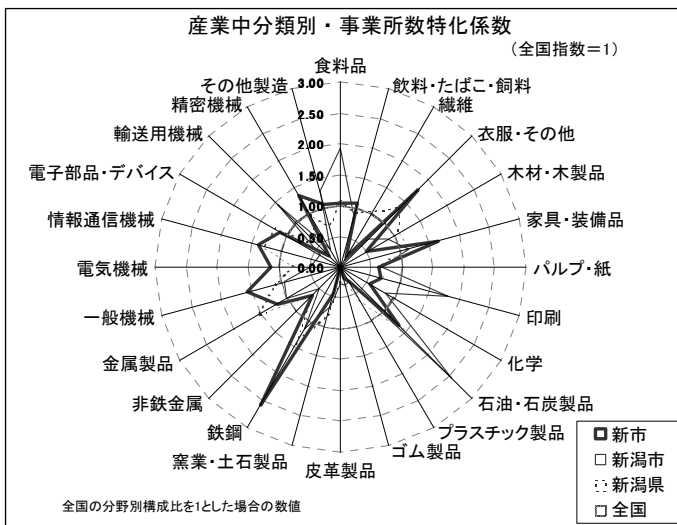 産業中分類別・事業所数特化係数
(全国指数＝1)
食料品
その他製造
飲料・たばこ・飼料
精密機械
繊維
輸送用機械
衣服・その他
電子部品・デバイス
木材・木製品
情報通信機械
家具・装備品
電気機械
パルプ・紙
一般機械
印刷
金属製品
化学
非鉄金属
石油・石炭製品
鉄鋼
プラスチック製品
窯業・土石製品
ゴム製品
皮革製品
3.00
2.50
2.00
1.50
1.00
0.50
0.00
新市
新潟市
新潟県
全国
全国の分野別構成比を1とした場合の数値